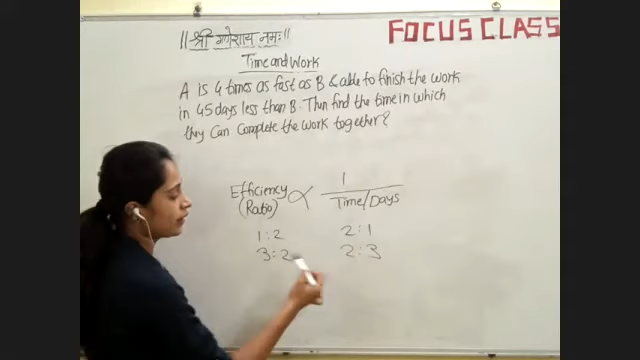 || श्री गणेशाय नमः ||
FOCUS CLASS
Time and Work
A is 4 times as fast as B & able to finish the work
in 45 days less than B. Then find the time in which
they Can Complete the work together?
Efficiency ∝ 1
(Ratio) Time/Days
1:2 2:1
3:2 2:3